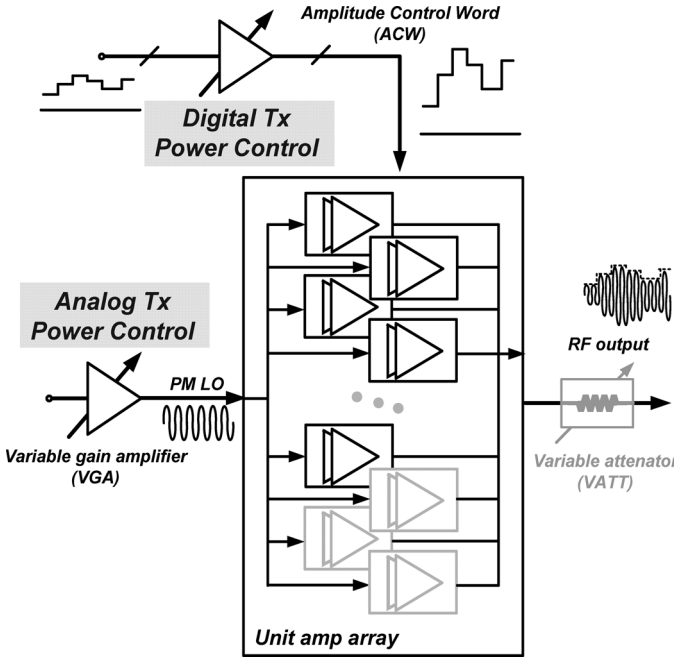 Amplitude Control Word
(ACW)
Digital Tx
Power Control
Analog Tx
Power Control
PM LO
Variable gain amplifier
(VGA)
RF output
Variable attenator
(VATT)
Unit amp array